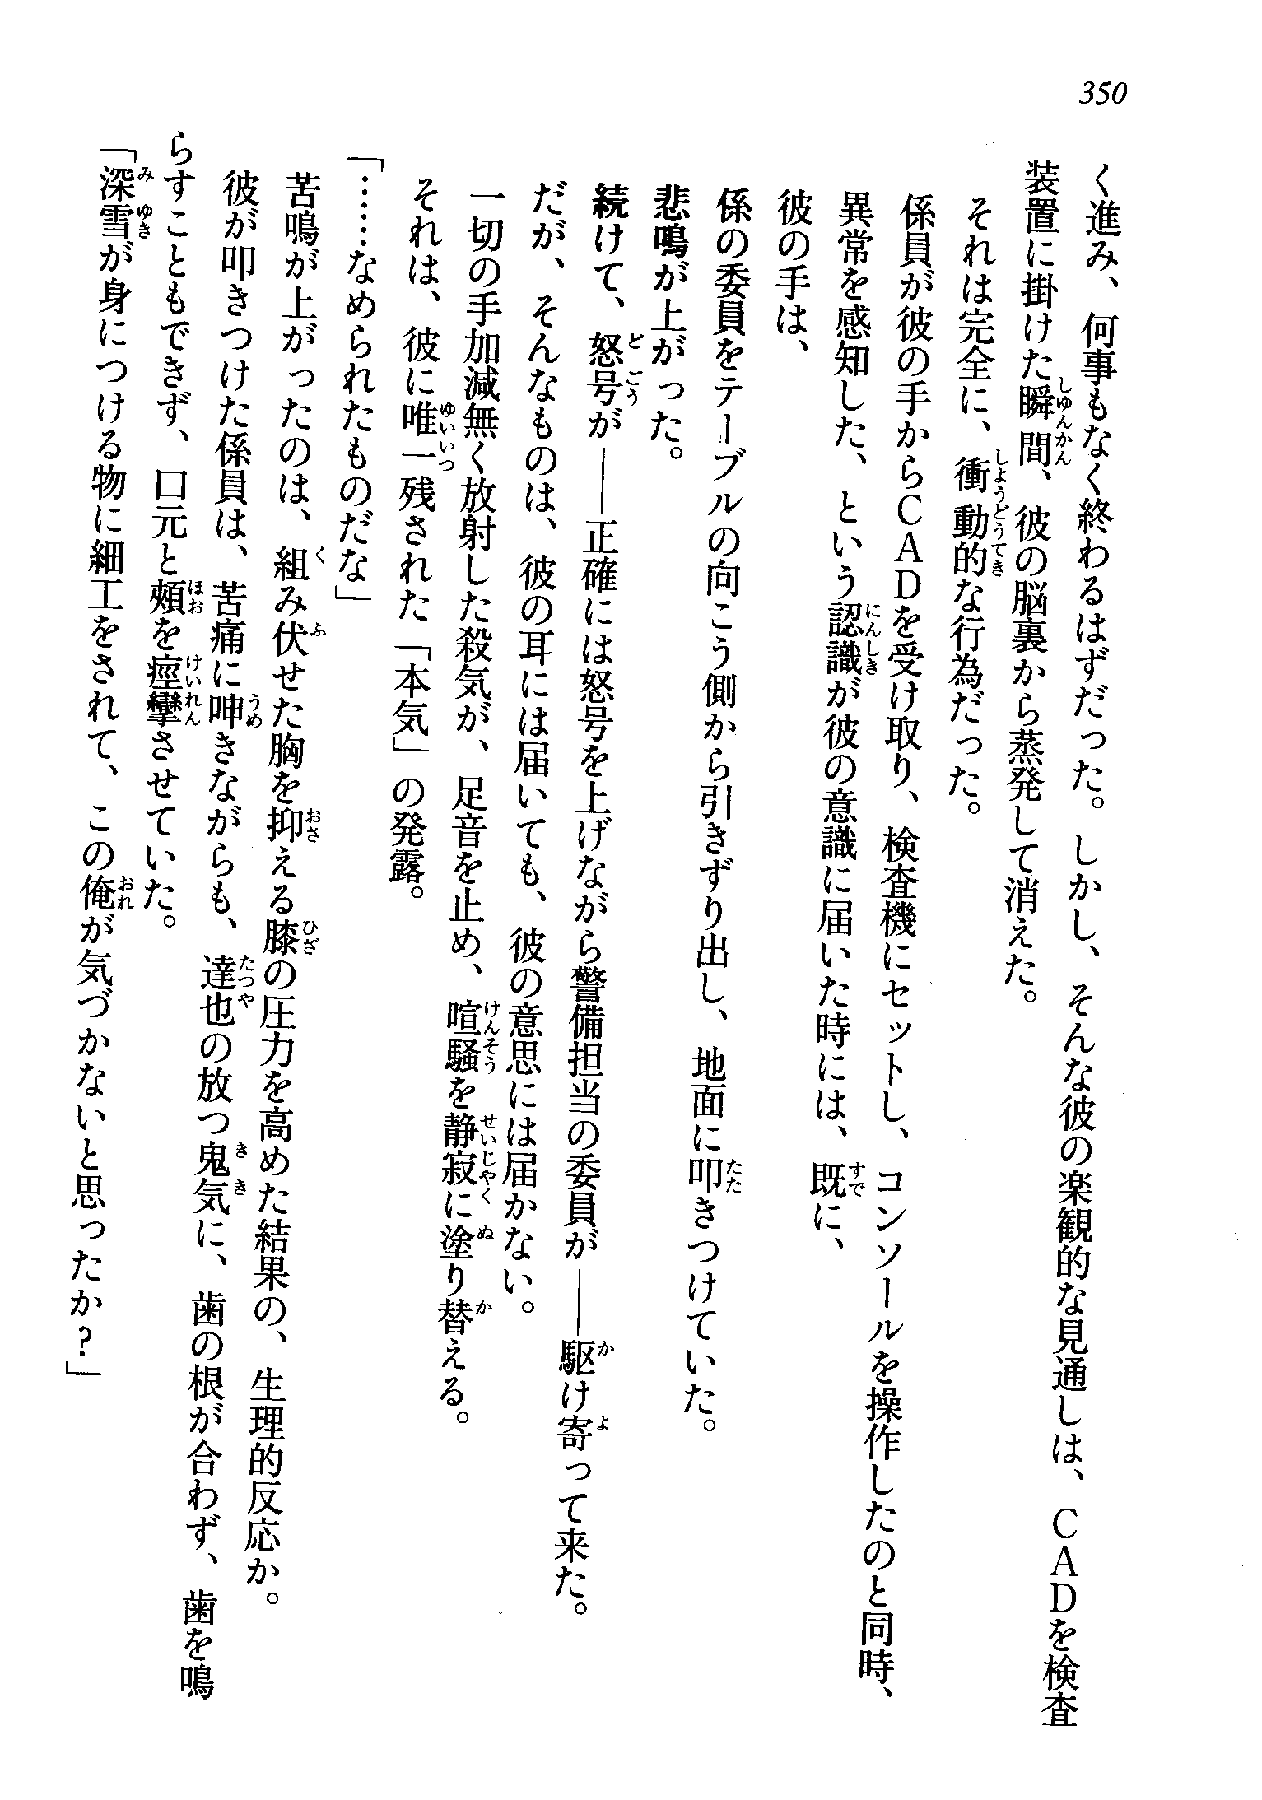 350
く進み、何事もなく終わるはずだった。しかし、そんな彼の楽観的な見通しは、ＣＡＤを検査
装置に掛けた瞬間、彼の脳裏から蒸発して消えた。
それは完全に、衝動的な行為だった。
係員が彼の手からＣＡＤを受け取り、検査機にセットし、コンソールを操作したのと同時、
異常を感知した、という認識が彼の意識に届いた時には、既に、
彼の手は、
係の委員をテーブルの向こう側から引きずり出し、地面に叩きつけていた。
悲鳴が上がった。
続けて、怒号が――正確には怒号を上げながら警備担当の委員が――駆け寄って来た。
だが、そんなものは、彼の耳には届いても、彼の意思には届かない。
一切の手加減無く放射した殺気が、足音を止め、喧騒を静寂に塗り替える。
それは、彼に唯一残された「本気」の発露。
「……なめられたものだな」
苦鳴が上がったのは、組み伏せた胸を抑える膝の圧力を高めた結果の、生理的反応か。
彼が叩きつけた係員は、苦痛に呻きながらも、達也の放つ鬼気に、歯の根が合わず、歯を鳴
らすこともできず、口元と頰を痙攣させていた。
「深雪が身につける物に細工をされて、この俺が気づかないと思ったか？」